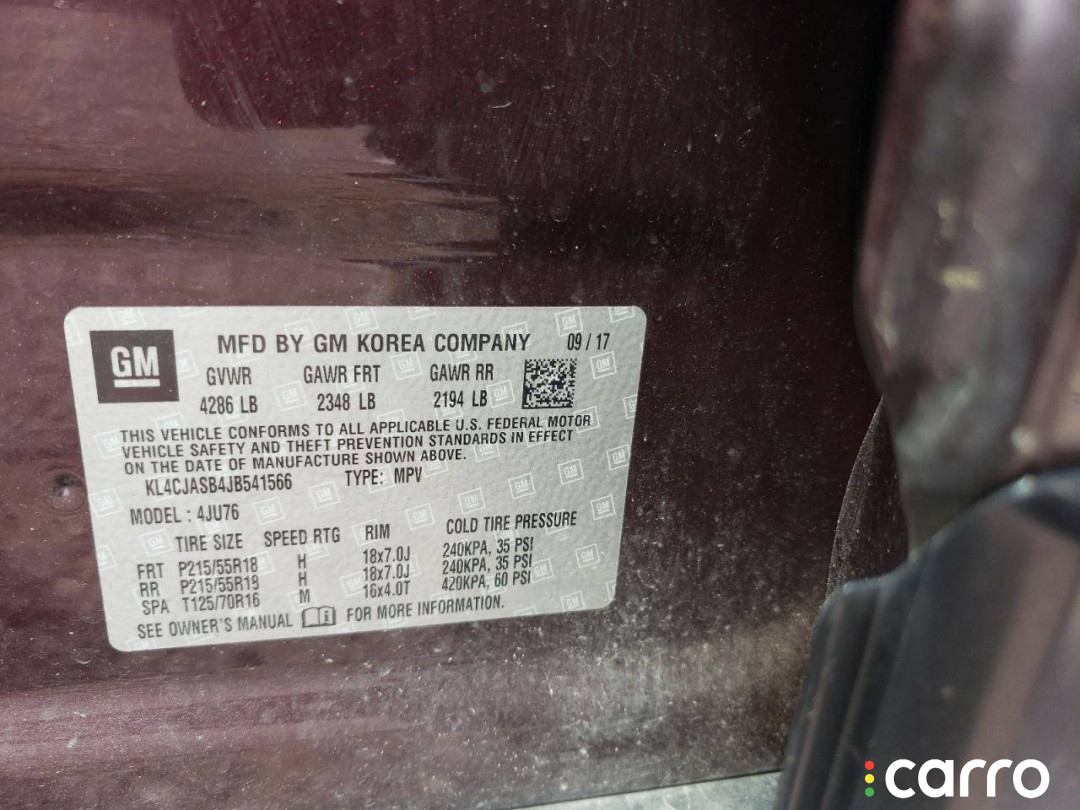 GM
MFD BY GM KOREA COMPANY 09 / 17
GVWR GAWR FRT GAWR RR
4286 LB 2348 LB 2194 LB
THIS VEHICLE CONFORMS TO ALL APPLICABLE U.S. FEDERAL MOTOR
VEHICLE SAFETY AND THEFT PREVENTION STANDARDS IN EFFECT
ON THE DATE OF MANUFACTURE SHOWN ABOVE.
KL4CJASB4JB541566 TYPE: MPV
MODEL : 4JU76
TIRE SIZE SPEED RTG RIM COLD TIRE PRESSURE
FRT P215/55R18 H 18x7.0J 240KPA, 35 PSI
RR P215/55R18 H 18x7.0J 240KPA, 35 PSI
SPA T125/70R16 M 16x4.0T 420KPA, 60 PSI
SEE OWNER'S MANUAL FOR MORE INFORMATION.
carro